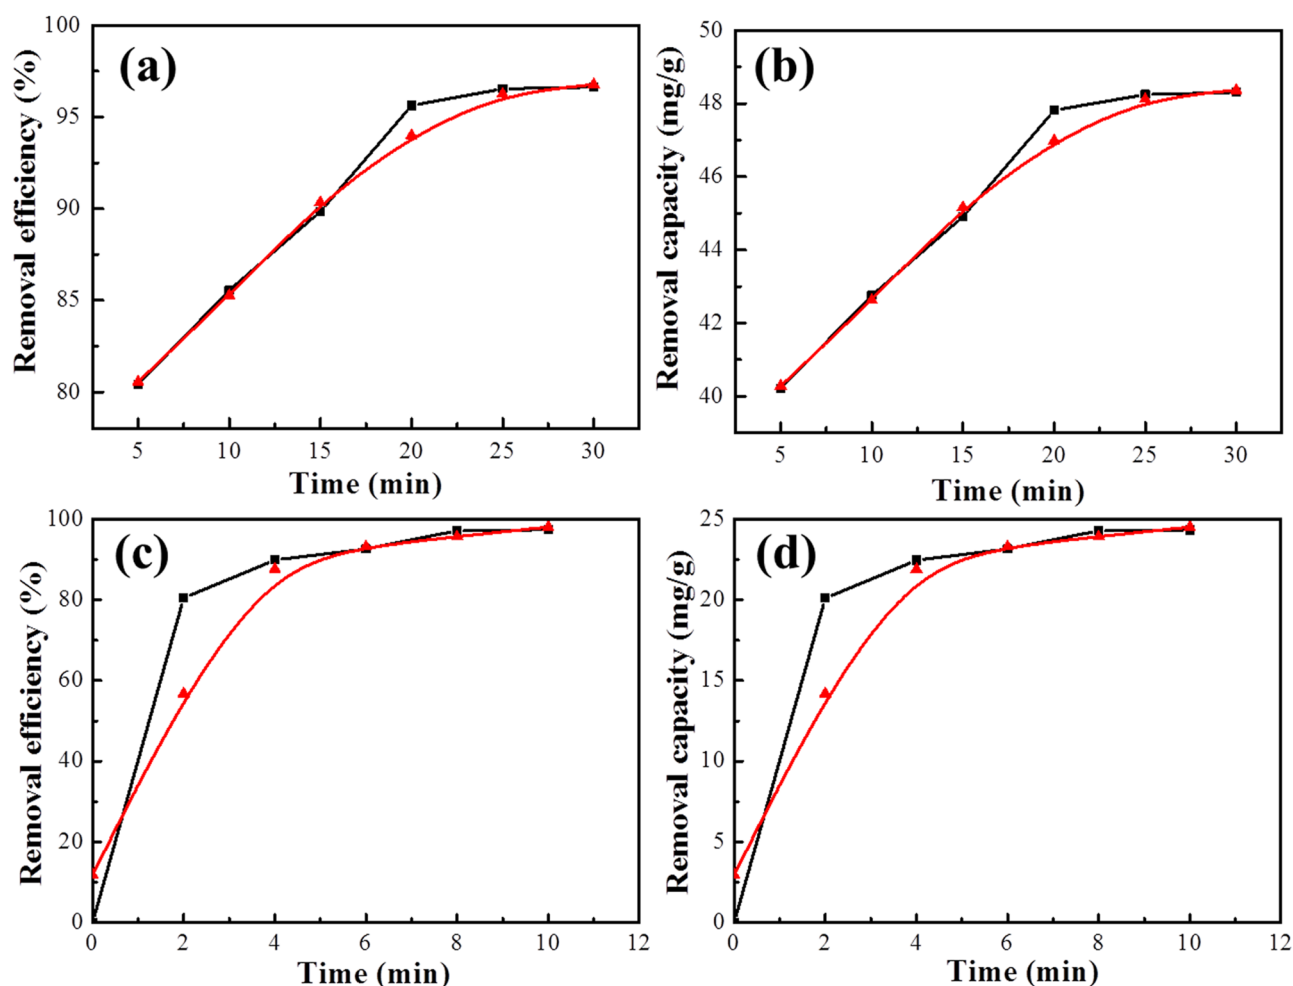 (a)
Removal efficiency (%)
100
95
90
85
80
5 10 15 20 25 30
Time (min)
(b)
Removal capacity (mg/g)
50
48
46
44
42
40
5 10 15 20 25 30
Time (min)
(c)
Removal efficiency (%)
100
80
60
40
20
0
0 2 4 6 8 10 12
Time (min)
(d)
Removal capacity (mg/g)
25
20
15
10
5
0
0 2 4 6 8 10 12
Time (min)